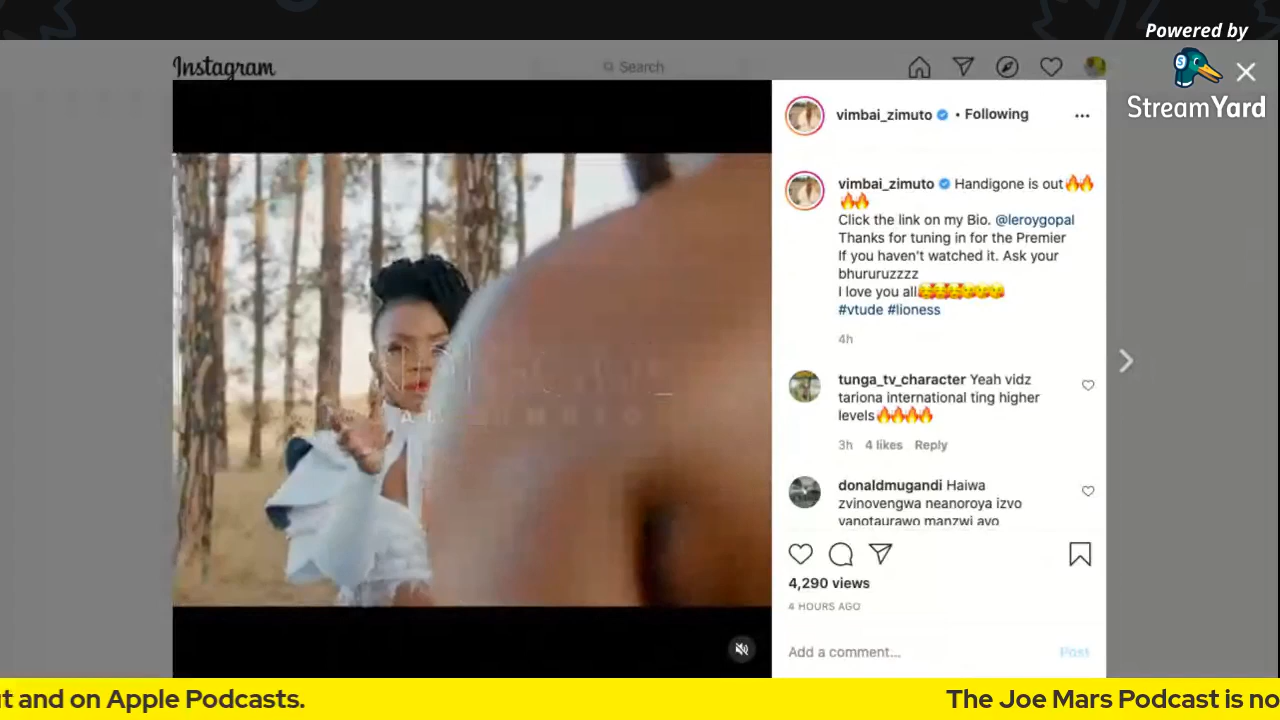 Powered by
StreamYard
Instagram
Search
vimbai_zimuto • Following
vimbai_zimuto Handigone is out🔥🔥
🔥🔥
Click the link on my Bio. @leroygopal
Thanks for tuning in for the Premier
If you haven't watched it. Ask your
bhururuzzzz
I love you all🥰🥰🥰😘😘😘
#vtude #lioness
4h
tunga_tv_character Yeah vidz
tariona international ting higher
levels🔥🔥🔥🔥
3h 4 likes Reply
donaldmugandi Haiwa
zvinovengwa neanoroya izvo
vanotaurawo manzwi avo
4,290 views
4 HOURS AGO
Add a comment... Post
ut and on Apple Podcasts. The Joe Mars Podcast is no